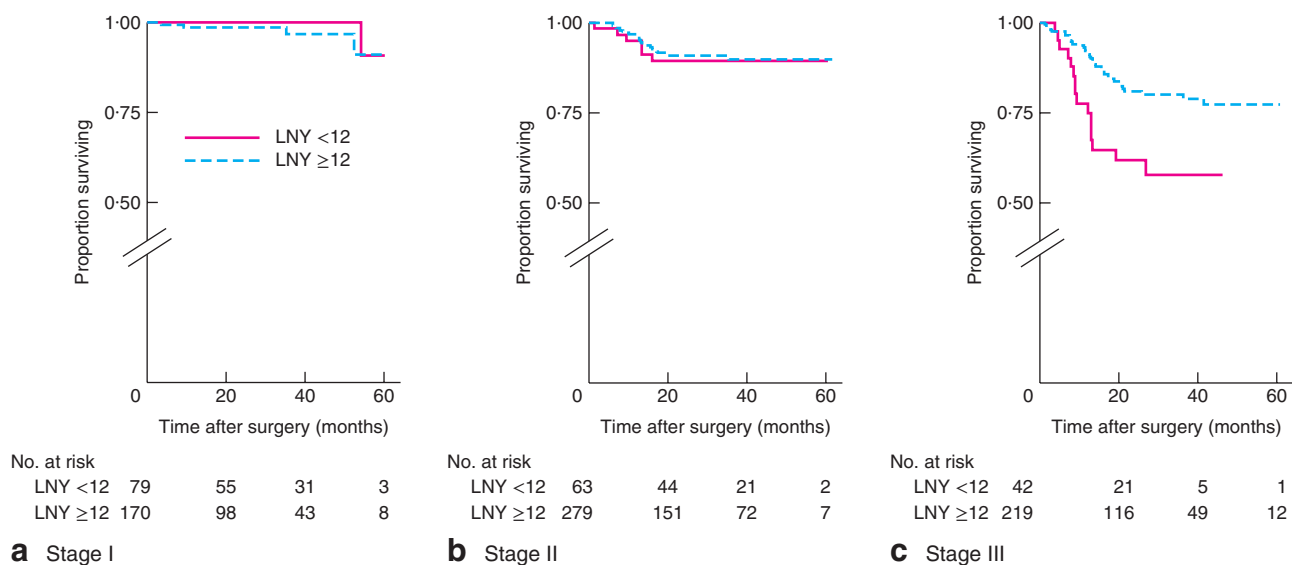 1·00
0·75
0·50
0
20
40
60
Proportion surviving
LNY <12
LNY ≥12
Time after surgery (months)
No. at risk
LNY <12 79 55 31 3
LNY ≥12 170 98 43 8
a Stage I
1·00
0·75
0·50
0
20
40
60
Proportion surviving
Time after surgery (months)
No. at risk
LNY <12 63 44 21 2
LNY ≥12 279 151 72 7
b Stage II
1·00
0·75
0·50
0
20
40
60
Proportion surviving
Time after surgery (months)
No. at risk
LNY <12 42 21 5 1
LNY ≥12 219 116 49 12
c Stage III